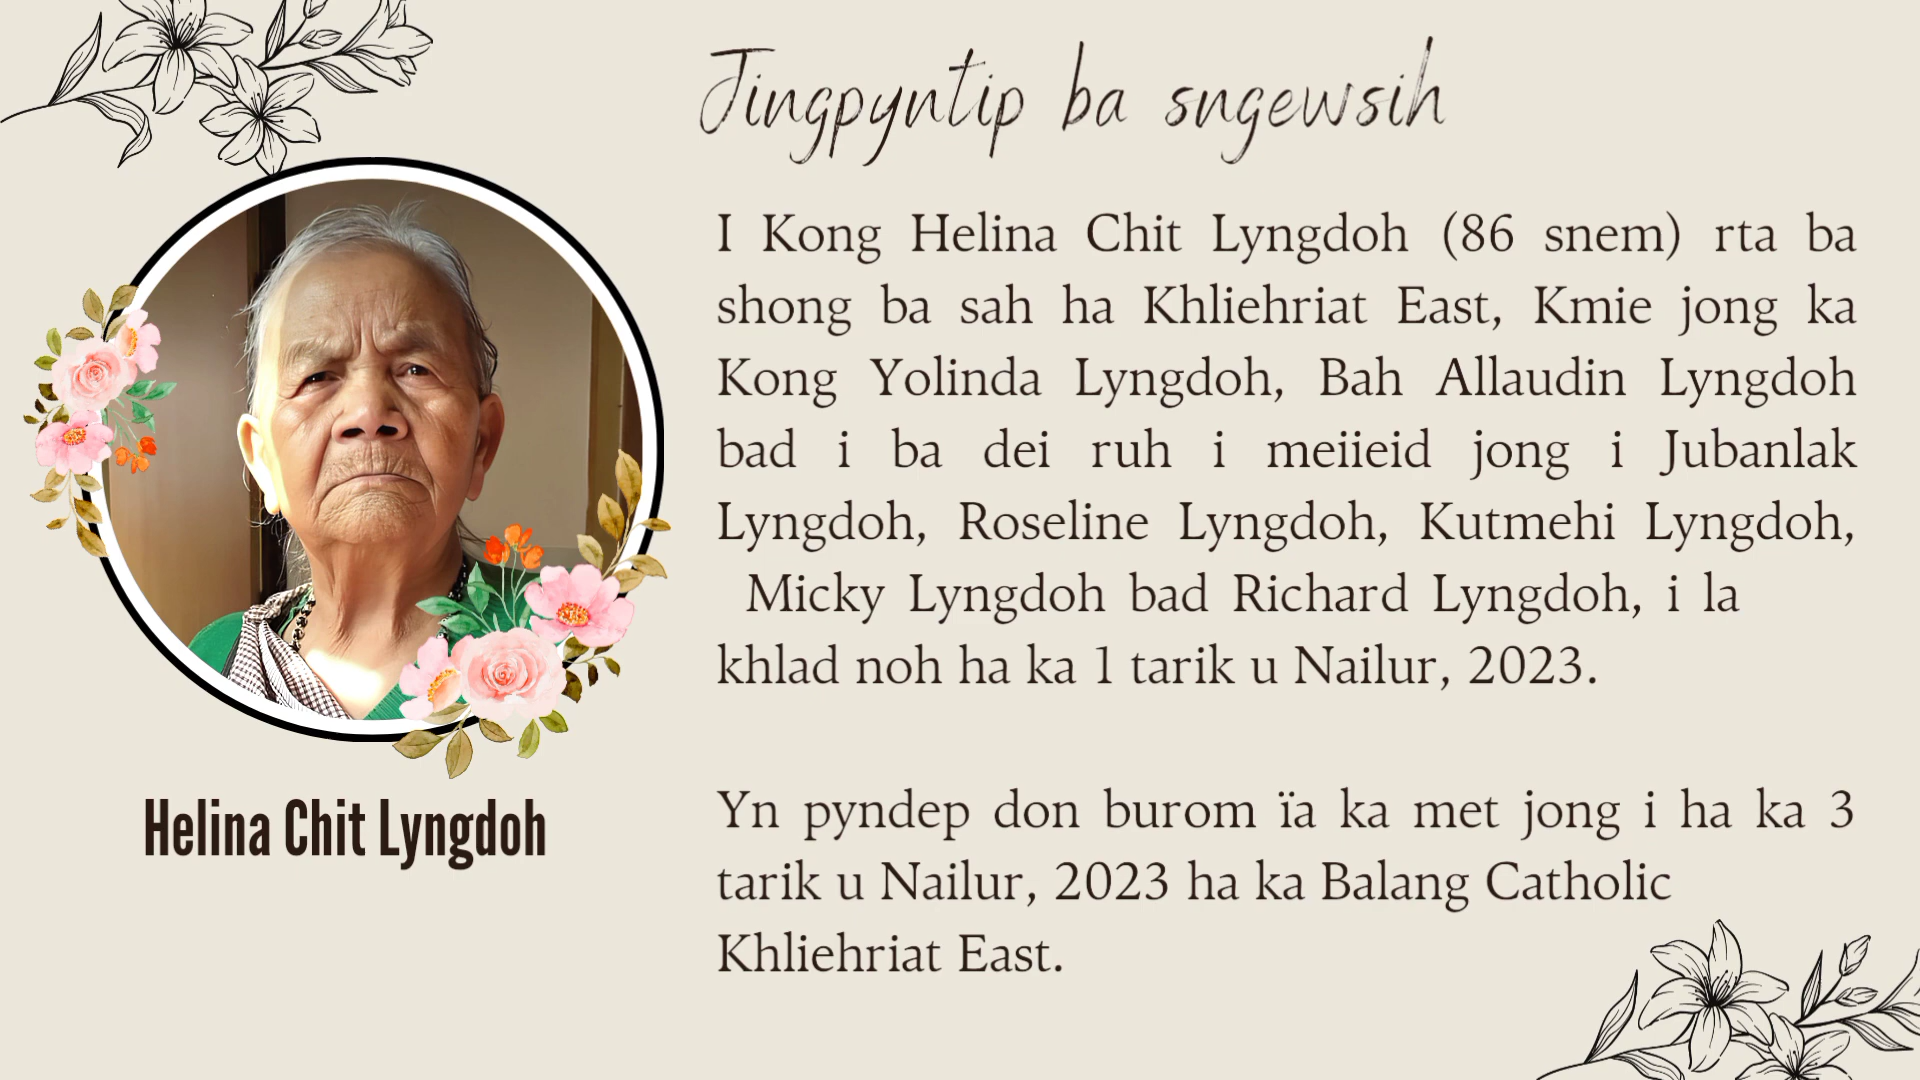 Jingpyntip ba sngewsih
I Kong Helina Chit Lyngdoh (86 snem) rta ba
shong ba sah ha Khliehriat East, Kmie jong ka
Kong Yolinda Lyngdoh, Bah Allaudin Lyngdoh
bad i ba dei ruh i meiieid jong i Jubanlak
Lyngdoh, Roseline Lyngdoh, Kutmehi Lyngdoh,
Micky Lyngdoh bad Richard Lyngdoh, i la
khlad noh ha ka 1 tarik u Nailur, 2023.
Yn pyndep don burom ïa ka met jong i ha ka 3
tarik u Nailur, 2023 ha ka Balang Catholic
Khliehriat East.
Helina Chit Lyngdoh